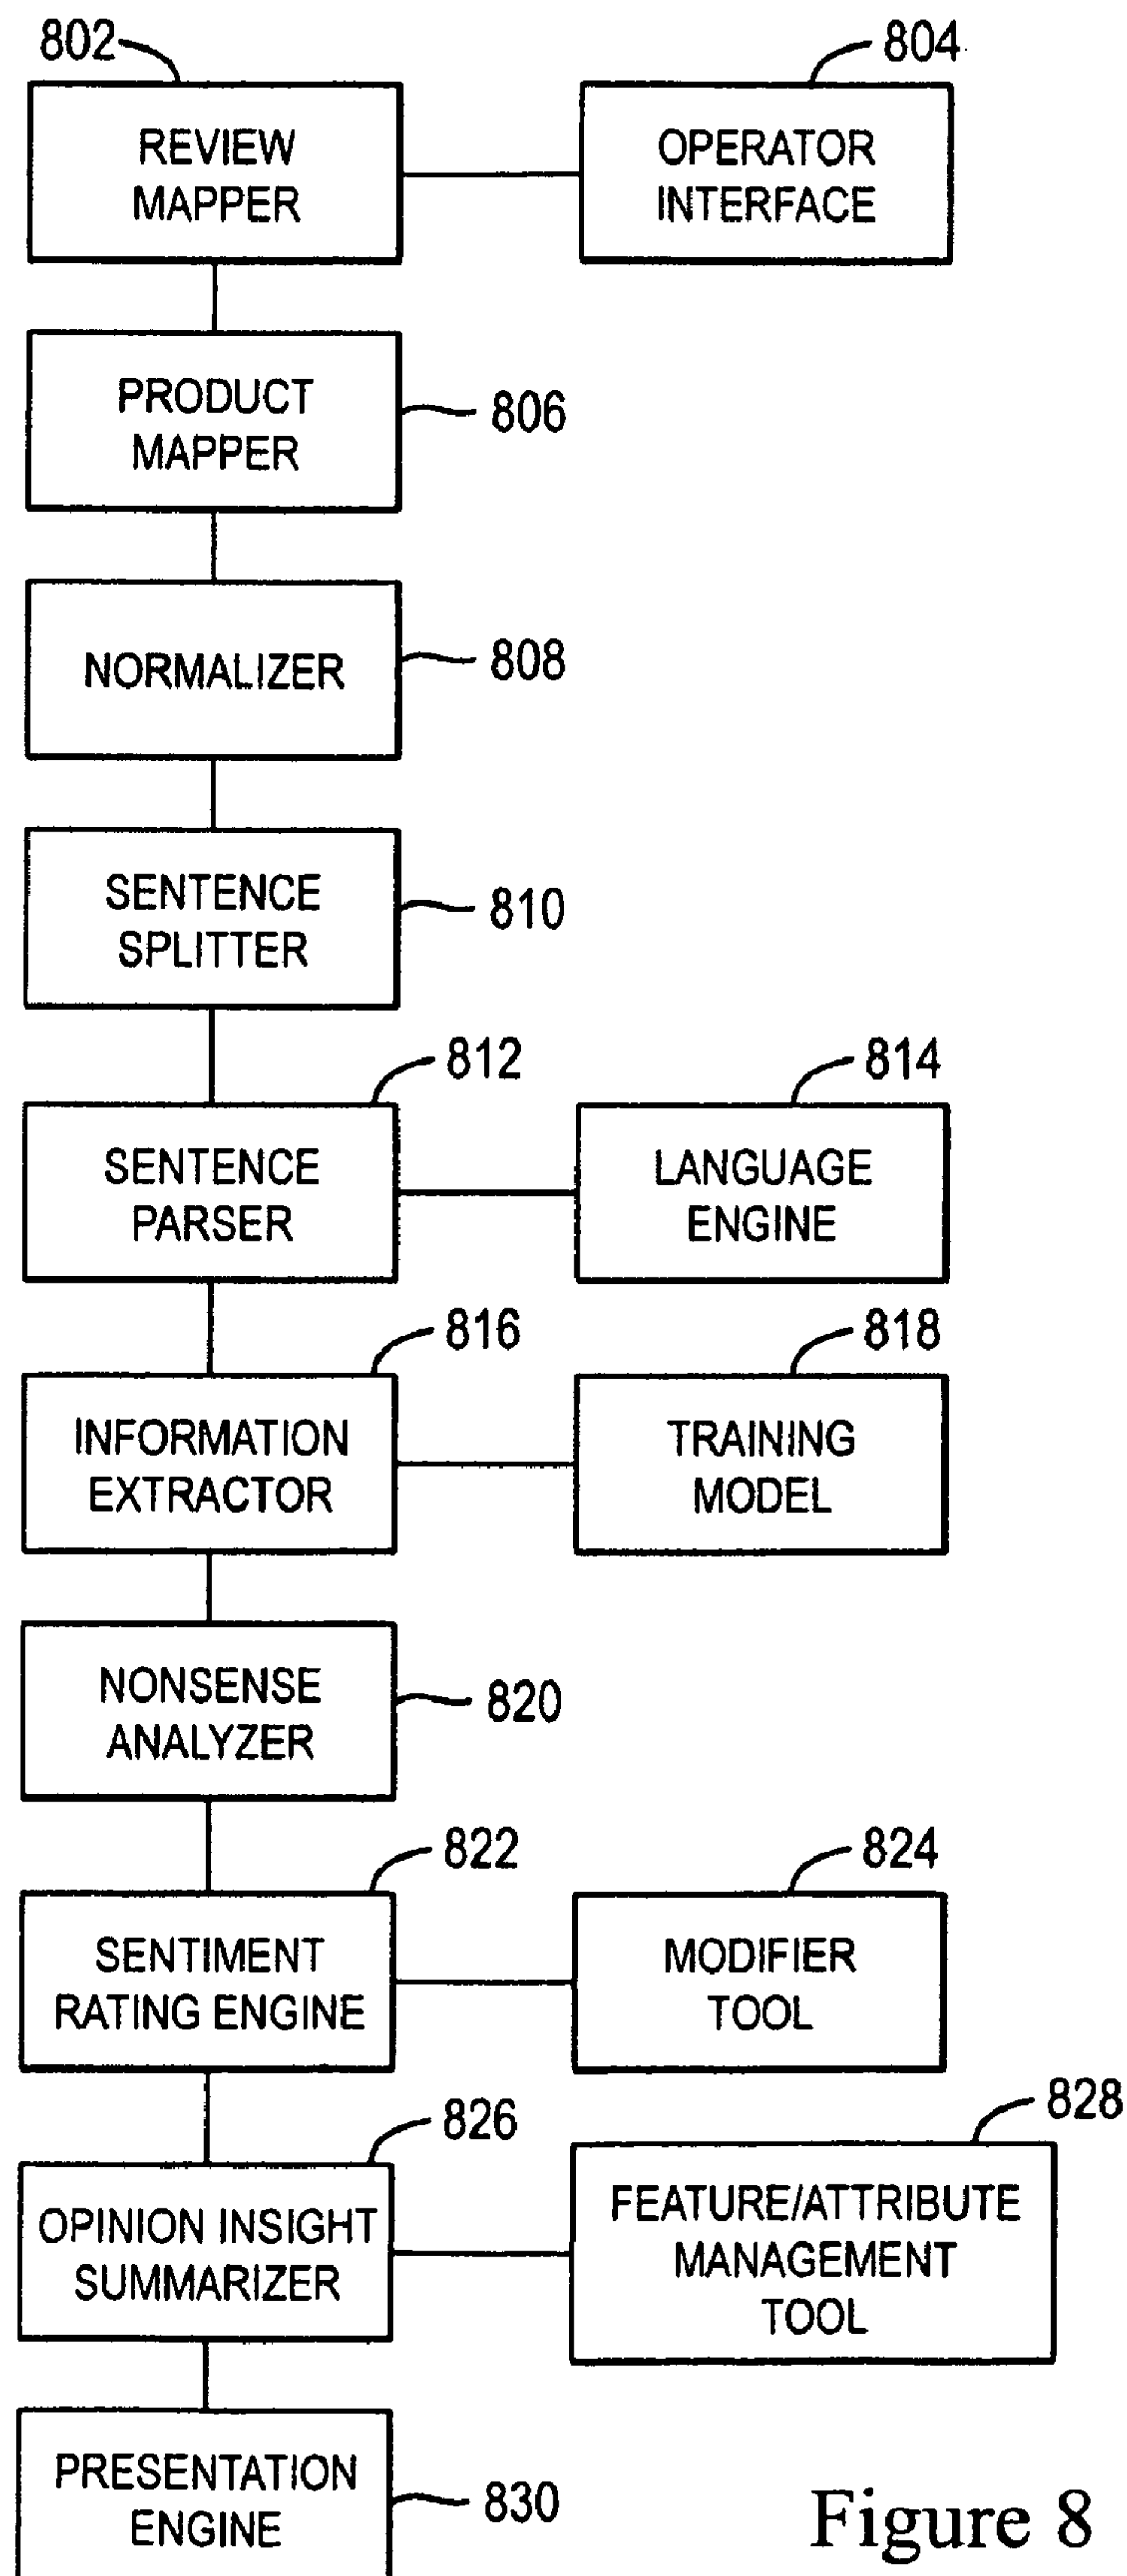 802
804
REVIEW
MAPPER
OPERATOR
INTERFACE
PRODUCT
MAPPER
806
NORMALIZER
808
SENTENCE
SPLITTER
810
812
814
SENTENCE
PARSER
LANGUAGE
ENGINE
816
818
INFORMATION
EXTRACTOR
TRAINING
MODEL
NONSENSE
ANALYZER
820
822
824
SENTIMENT
RATING ENGINE
MODIFIER
TOOL
826
828
OPINION INSIGHT
SUMMARIZER
FEATURE/ATTRIBUTE
MANAGEMENT
TOOL
PRESENTATION
ENGINE
830
Figure 8